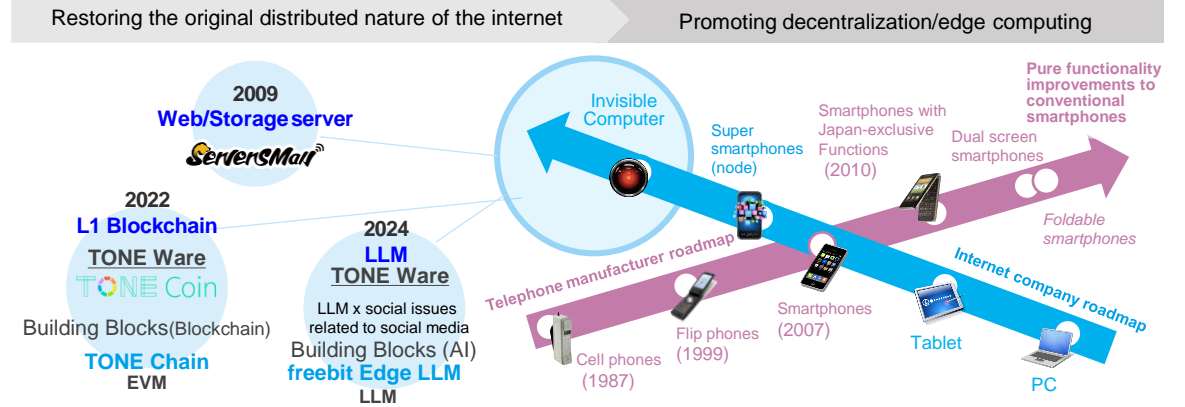 Restoring the original distributed nature of the internet
Promoting decentralization/edge computing
2009
Web/Storage server
ServersMan
2022
L1 Blockchain
TONE Ware
TONE Coin
Building Blocks(Blockchain)
TONE Chain
EVM
2024
LLM
TONE Ware
LLM x social issues
related to social media
Building Blocks (AI)
freebit Edge LLM
LLM
Invisible
Computer
Super
smartphones
(node)
Smartphones with
Japan-exclusive
Functions
(2010)
Dual screen
smartphones
Pure functionality
improvements to
conventional
smartphones
Foldable
smartphones
Telephone manufacturer roadmap
Internet company roadmap
Cell phones
(1987)
Flip phones
(1999)
Smartphones
(2007)
Tablet
PC